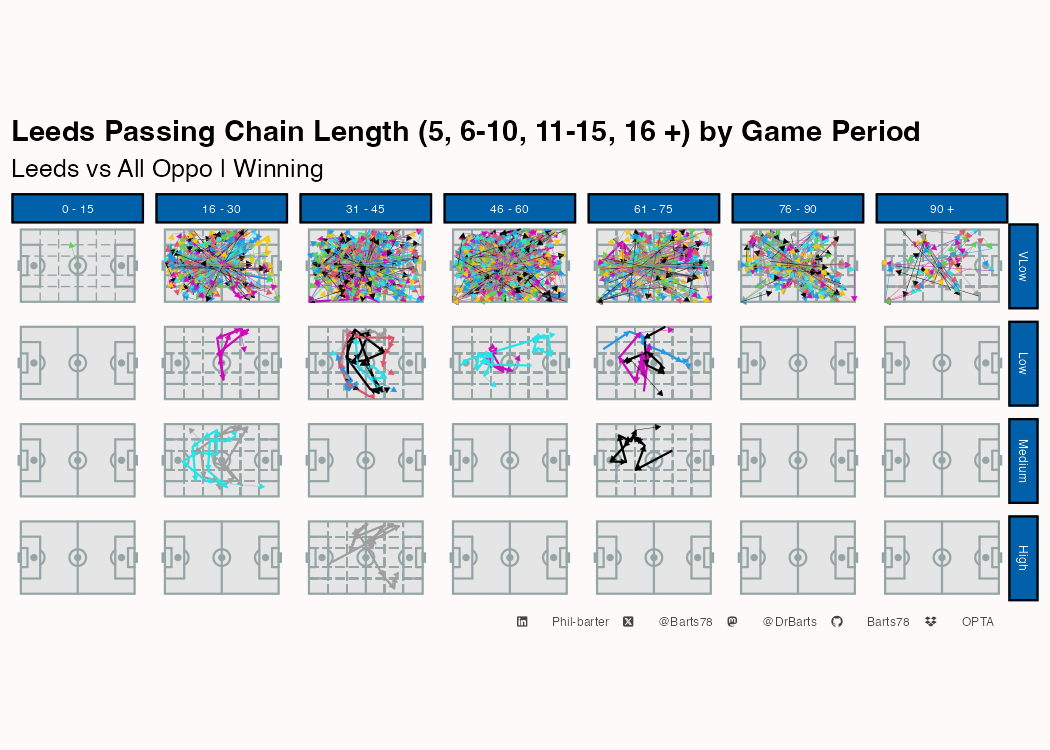 Leeds Passing Chain Length (5, 6-10, 11-15, 16 +) by Game Period
Leeds vs All Oppo | Winning
0 - 15 16 - 30 31 - 45 46 - 60 61 - 75 76 - 90 90 +
VLow
Low
Medium
High
Phil-barter @Barts78 @DrBarts Barts78 OPTA